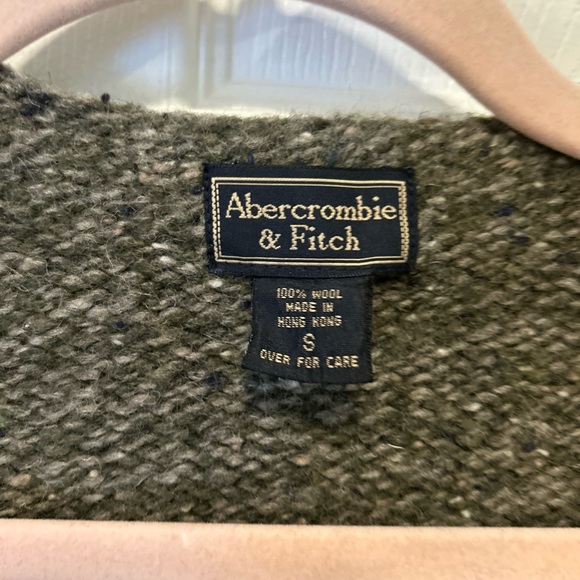 Abercrombie
& Fitch
100% WOOL
MADE IN
HONG KONG
S
OVER FOR CARE